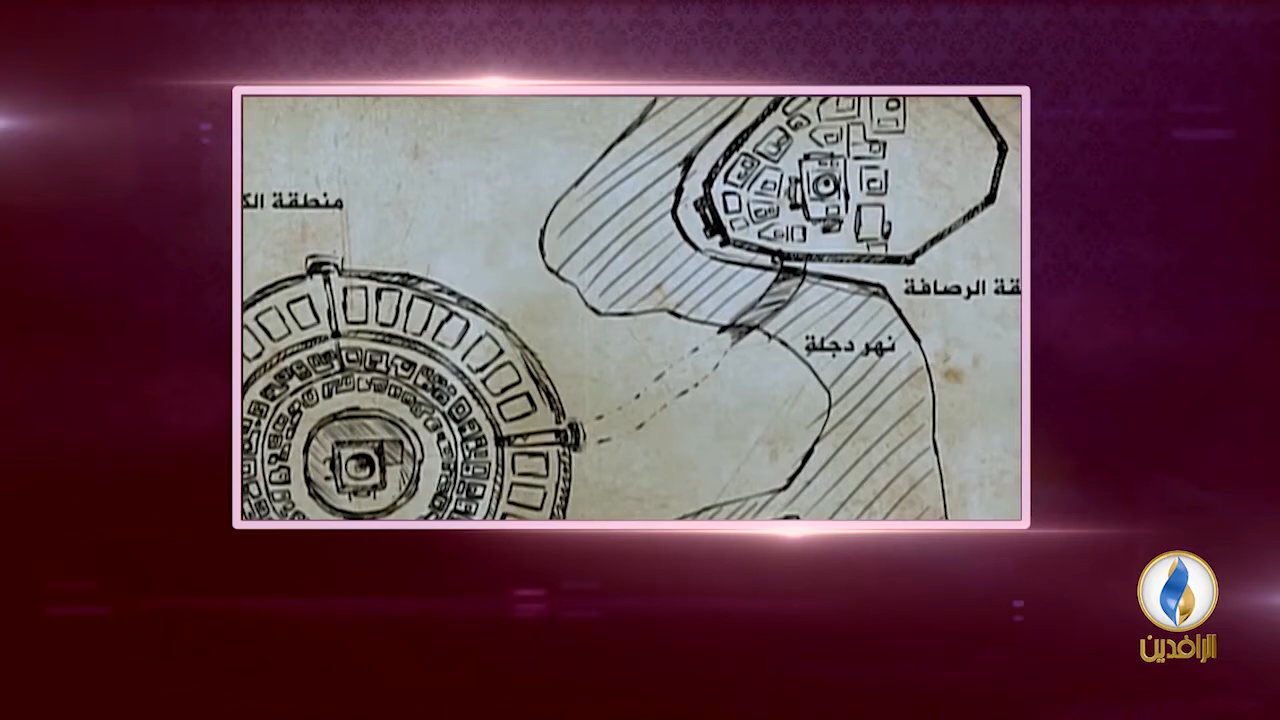 منطقة الك
قة الرصافة
نهر دجلة
الرافدين